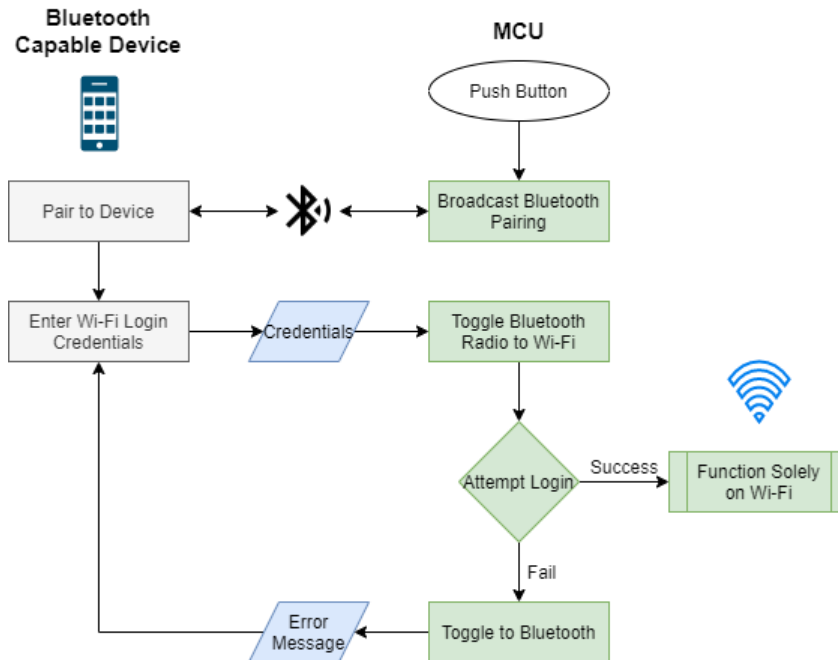 Bluetooth
Capable Device
MCU
Push Button
Pair to Device
Broadcast Bluetooth
Pairing
Enter Wi-Fi Login
Credentials
Credentials
Toggle Bluetooth
Radio to Wi-Fi
Attempt Login
Success
Function Solely
on Wi-Fi
Fail
Error
Message
Toggle to Bluetooth